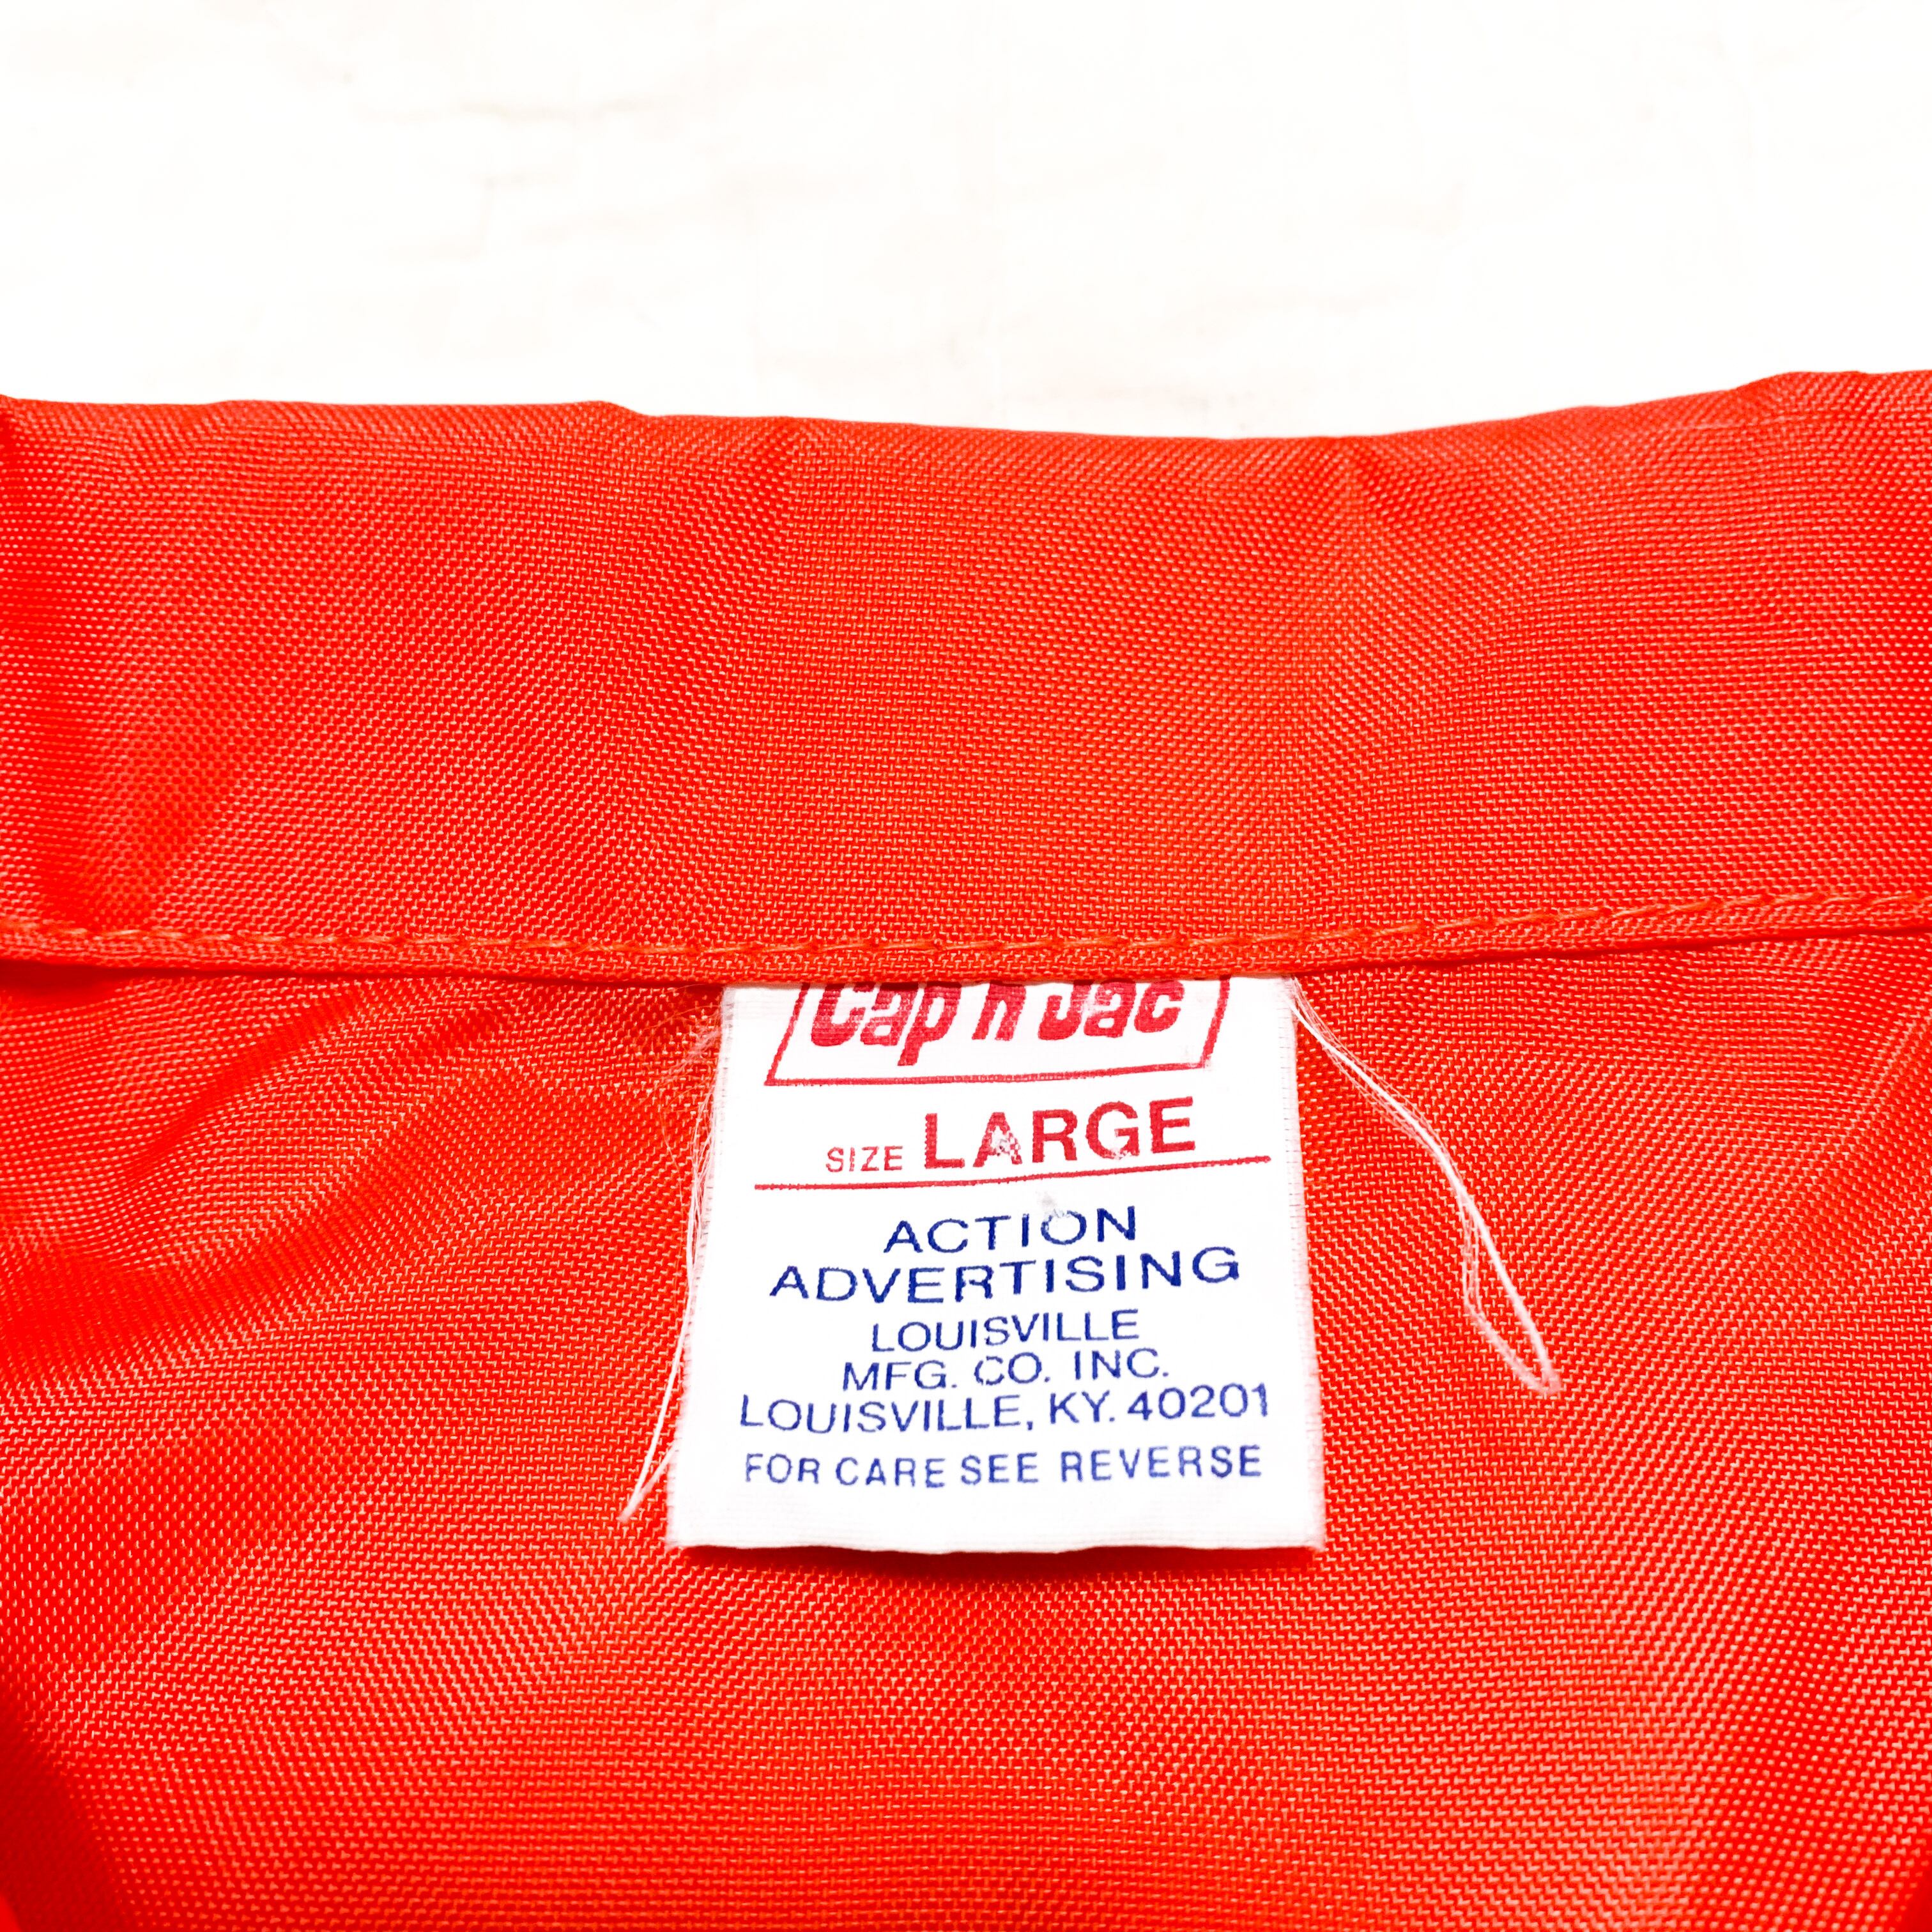 Cap'n Jac
SIZE LARGE
ACTION
ADVERTISING
LOUISVILLE
MFG. CO. INC.
LOUISVILLE, KY. 40201
FOR CARE SEE REVERSE